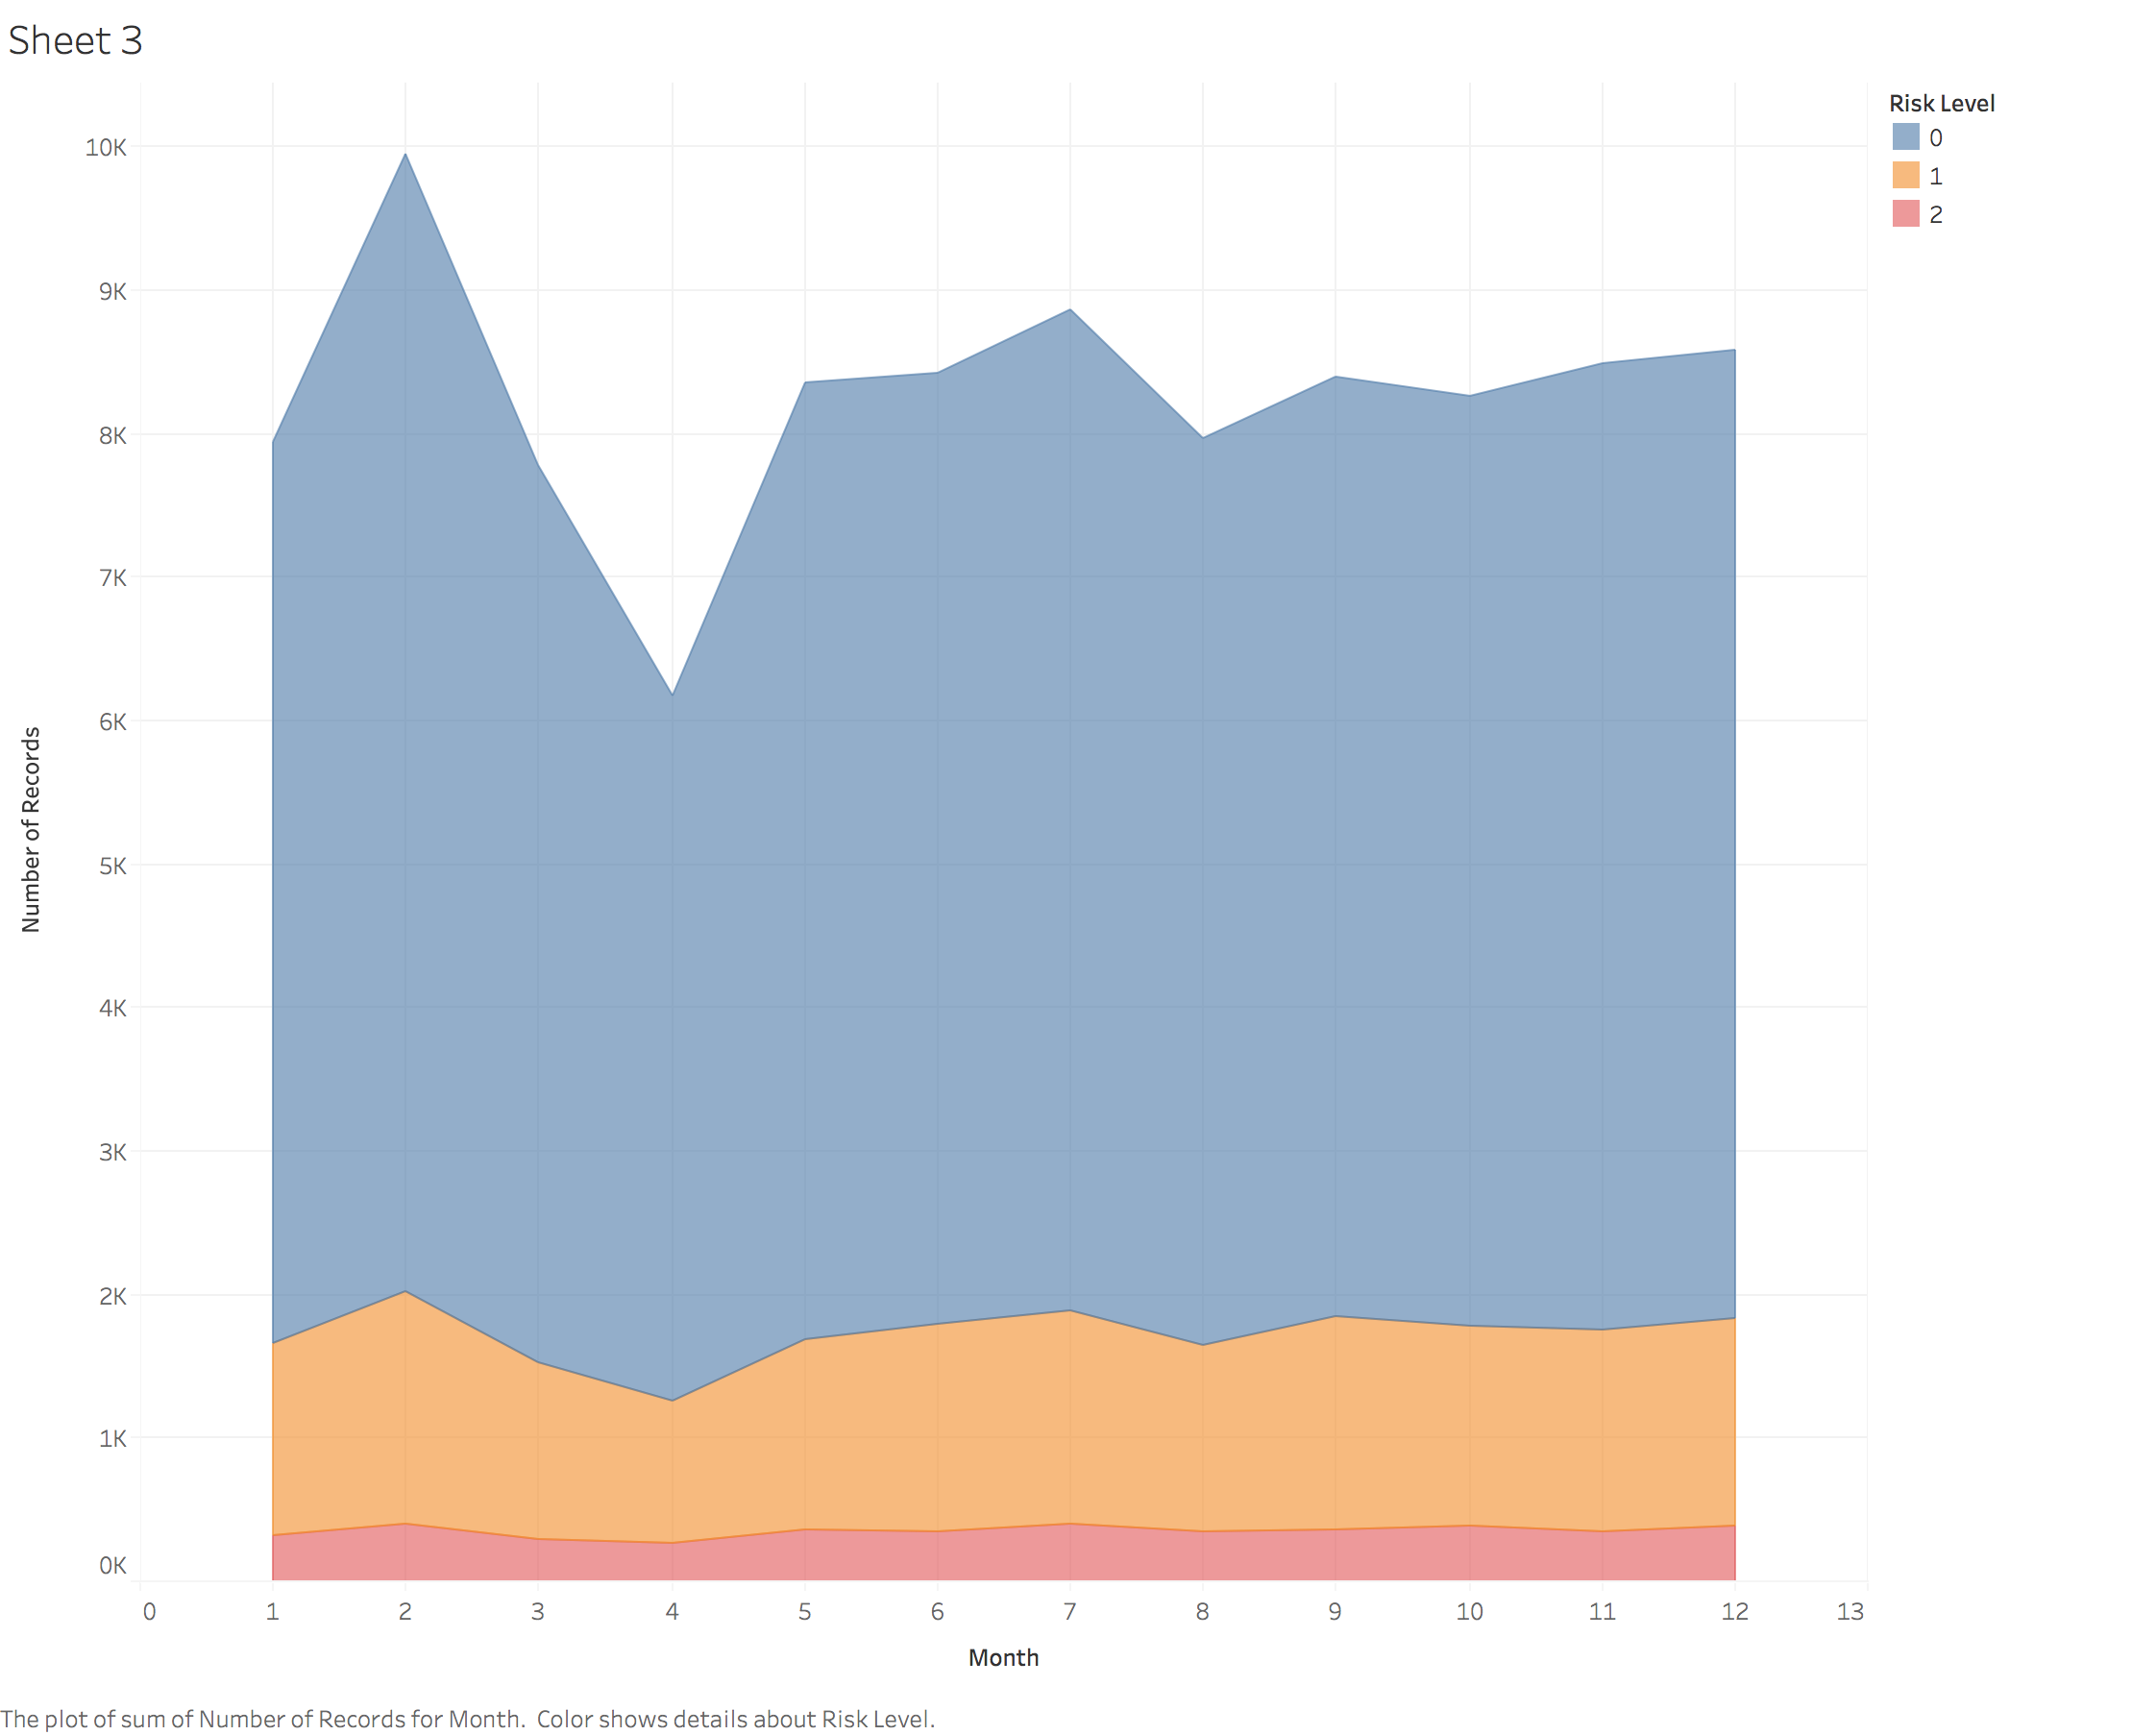 Sheet 3
Risk Level
0
1
2
10K
9K
8K
7K
6K
5K
4K
3K
2K
1K
0K
Number of Records
0 1 2 3 4 5 6 7 8 9 10 11 12 13
Month
The plot of sum of Number of Records for Month.  Color shows details about Risk Level.